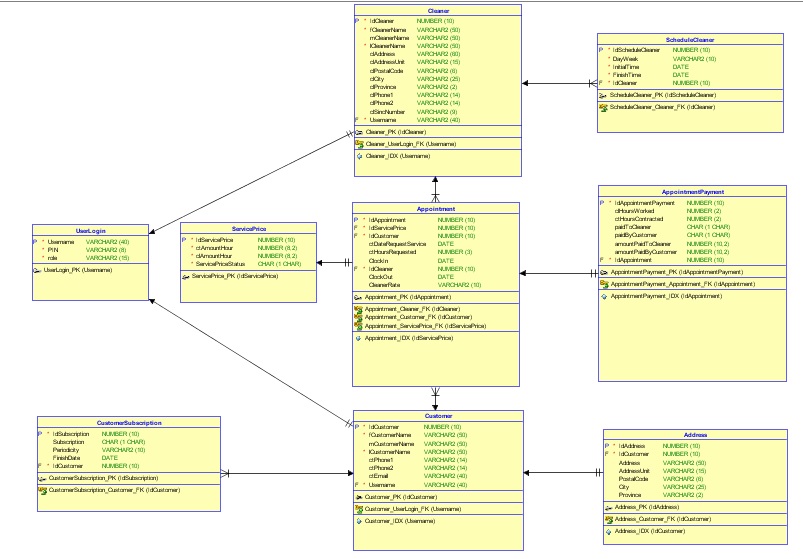 Cleaner
P * IdCleaner NUMBER (10)
* fCleanerName VARCHAR2 (50)
mCleanerName VARCHAR2 (50)
* lCleanerName VARCHAR2 (50)
clAddress VARCHAR2 (60)
clAddressUnit VARCHAR2 (15)
clPostalCode VARCHAR2 (6)
clCity VARCHAR2 (25)
clProvince VARCHAR2 (2)
clPhone1 VARCHAR2 (14)
clPhone2 VARCHAR2 (14)
clSincNumber VARCHAR2 (9)
F * Username VARCHAR2 (40)
Cleaner_PK (IdCleaner)
Cleaner_UserLogin_FK (Username)
Cleaner_IDX (Username)
ScheduleCleaner
P * IdScheduleCleaner NUMBER (10)
* DayWeek VARCHAR2 (10)
* InitialTime DATE
* FinishTime DATE
F * IdCleaner NUMBER (10)
ScheduleCleaner_PK (IdScheduleCleaner)
ScheduleCleaner_Cleaner_FK (IdCleaner)
UserLogin
P * Username VARCHAR2 (40)
* PIN VARCHAR2 (8)
* role VARCHAR2 (15)
UserLogin_PK (Username)
ServicePrice
P * IdServicePrice NUMBER (10)
* ctAmountHour NUMBER (8,2)
* clAmountHour NUMBER (8,2)
* ServicePriceStatus CHAR (1 CHAR)
ServicePrice_PK (IdServicePrice)
Appointment
P * IdAppointment NUMBER (10)
F * IdServicePrice NUMBER (10)
F * IdCustomer NUMBER (10)
* ctDateRequestService DATE
* ctHoursRequested NUMBER (3)
ClockIn DATE
F * IdCleaner NUMBER (10)
ClockOut DATE
CleanerRate VARCHAR2 (10)
Appointment_PK (IdAppointment)
Appointment_Cleaner_FK (IdCleaner)
Appointment_Customer_FK (IdCustomer)
Appointment_ServicePrice_FK (IdServicePrice)
Appointment_IDX (IdServicePrice)
AppointmentPayment
P * IdAppointmentPayment NUMBER (10)
clHoursWorked NUMBER (2)
ctHoursContracted NUMBER (2)
paidToCleaner CHAR (1 CHAR)
paidByCustomer CHAR (1 CHAR)
amountPaidToCleaner NUMBER (10,2)
amountPaidByCustomer NUMBER (10,2)
F * IdAppointment NUMBER (10)
AppointmentPayment_PK (IdAppointmentPayment)
AppointmentPayment_Appointment_FK (IdAppointment)
AppointmentPayment_IDX (IdAppointment)
CustomerSubscription
P * IdSubscription NUMBER (10)
Subscription CHAR (1 CHAR)
Periodicity VARCHAR2 (10)
FinishDate DATE
F * IdCustomer NUMBER (10)
CustomerSubscription_PK (IdSubscription)
CustomerSubscription_Customer_FK (IdCustomer)
Customer
P * IdCustomer NUMBER (10)
* fCustomerName VARCHAR2 (50)
mCustomerName VARCHAR2 (50)
* lCustomerName VARCHAR2 (50)
ctPhone1 VARCHAR2 (14)
ctPhone2 VARCHAR2 (14)
ctEmail VARCHAR2 (40)
F * Username VARCHAR2 (40)
Customer_PK (IdCustomer)
Customer_UserLogin_FK (Username)
Customer_IDX (Username)
Address
P * IdAddress NUMBER (10)
F * IdCustomer NUMBER (10)
Address VARCHAR2 (50)
AddressUnit VARCHAR2 (15)
PostalCode VARCHAR2 (6)
City VARCHAR2 (25)
Province VARCHAR2 (2)
Address_PK (IdAddress)
Address_Customer_FK (IdCustomer)
Address_IDX (IdCustomer)